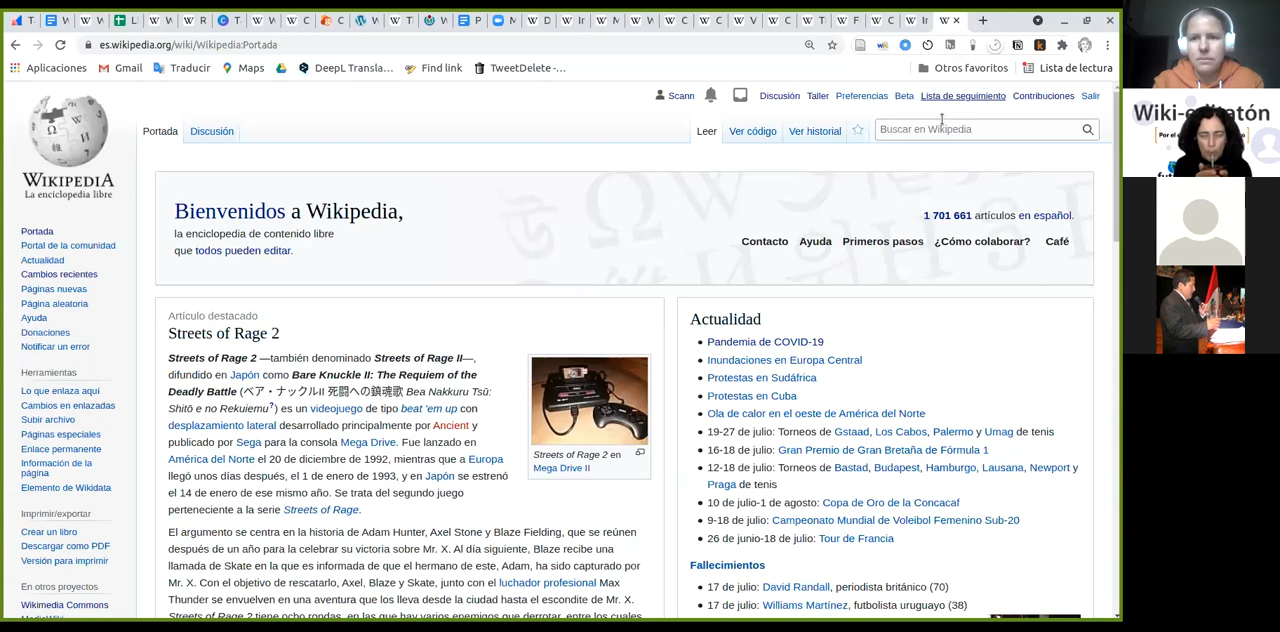 es.wikipedia.org/wiki/Wikipedia:Portada
Aplicaciones Gmail Traducir Maps DeepL Transla... Find link TweetDelete -... Otros favoritos Lista de lectura
Scann Discusión Taller Preferencias Beta Lista de seguimiento Contribuciones Salir
Portada Discusión Leer Ver código Ver historial Buscar en Wikipedia
WIKIPEDIA
La enciclopedia libre
Portada
Portal de la comunidad
Actualidad
Cambios recientes
Páginas nuevas
Página aleatoria
Ayuda
Donaciones
Notificar un error
Herramientas
Lo que enlaza aquí
Cambios en enlazadas
Subir archivo
Páginas especiales
Enlace permanente
Información de la
página
Elemento de Wikidata
Imprimir/exportar
Crear un libro
Descargar como PDF
Versión para imprimir
En otros proyectos
Wikimedia Commons
Bienvenidos a Wikipedia,
la enciclopedia de contenido libre
que todos pueden editar.
1 701 661 artículos en español.
Contacto Ayuda Primeros pasos ¿Cómo colaborar? Café
Artículo destacado
Streets of Rage 2
Streets of Rage 2 —también denominado Streets of Rage II—,
difundido en Japón como Bare Knuckle II: The Requiem of the
Deadly Battle (ベア・ナックルII 死闘への鎮魂歌 Bea Nakkuru Tsū:
Shitō e no Rekuiemu?) es un videojuego de tipo beat 'em up con
desplazamiento lateral desarrollado principalmente por Ancient y
publicado por Sega para la consola Mega Drive. Fue lanzado en
América del Norte el 20 de diciembre de 1992, mientras que a Europa
llegó unos días después, el 1 de enero de 1993, y en Japón se estrenó
el 14 de enero de ese mismo año. Se trata del segundo juego
perteneciente a la serie Streets of Rage.
Streets of Rage 2 en
Mega Drive II
El argumento se centra en la historia de Adam Hunter, Axel Stone y Blaze Fielding, que se reúnen
después de un año para la celebrar su victoria sobre Mr. X. Al día siguiente, Blaze recibe una
llamada de Skate en la que es informada de que el hermano de este, Adam, ha sido capturado por
Mr. X. Con el objetivo de rescatarlo, Axel, Blaze y Skate, junto con el luchador profesional Max
Thunder se envuelven en una aventura que los lleva desde la ciudad hasta el escondite de Mr. X.
Streets of Rage 2 tiene ocho rondas, en las que hay varios enemigos que derrotar, entre los cuales
Actualidad
Pandemia de COVID-19
Inundaciones en Europa Central
Protestas en Sudáfrica
Protestas en Cuba
Ola de calor en el oeste de América del Norte
19-27 de julio: Torneos de Gstaad, Los Cabos, Palermo y Umag de tenis
16-18 de julio: Gran Premio de Gran Bretaña de Fórmula 1
12-18 de julio: Torneos de Bastad, Budapest, Hamburgo, Lausana, Newport y
Praga de tenis
10 de julio-1 de agosto: Copa de Oro de la Concacaf
9-18 de julio: Campeonato Mundial de Voleibol Femenino Sub-20
26 de junio-18 de julio: Tour de Francia
Fallecimientos
17 de julio: David Randall, periodista británico (70)
17 de julio: Williams Martínez, futbolista uruguayo (38)